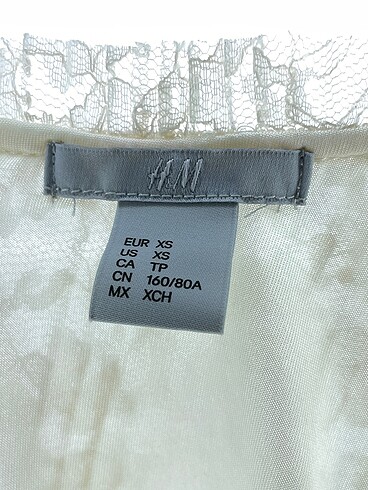 H&M
EUR XS
US XS
CA TP
CN 160/80A
MX XCH